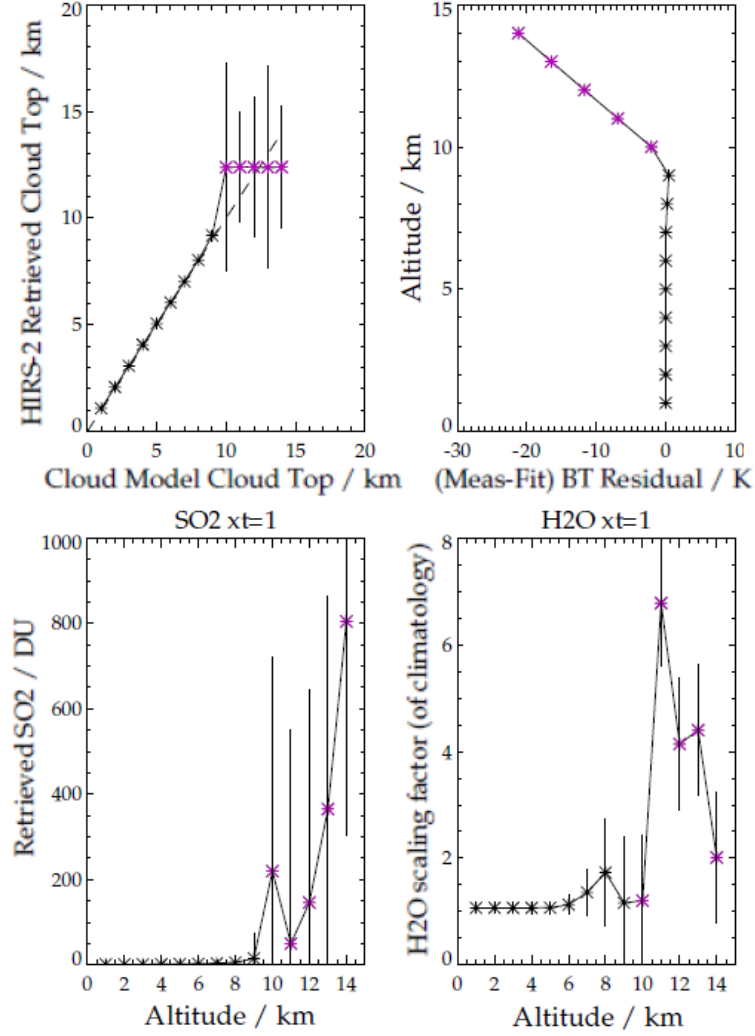 20
15
10
5
0
HIRS-2 Retrieved Cloud Top / km
0 5 10 15 20
Cloud Model Cloud Top / km
15
10
5
0
Altitude / km
-30 -20 -10 0 10
(Meas-Fit) BT Residual / K
SO2 xt=1
1000
800
600
400
200
0
Retrieved SO2 / DU
0 2 4 6 8 10 12 14
Altitude / km
H2O xt=1
8
6
4
2
0
H2O scaling factor (of climatology)
0 2 4 6 8 10 12 14
Altitude / km